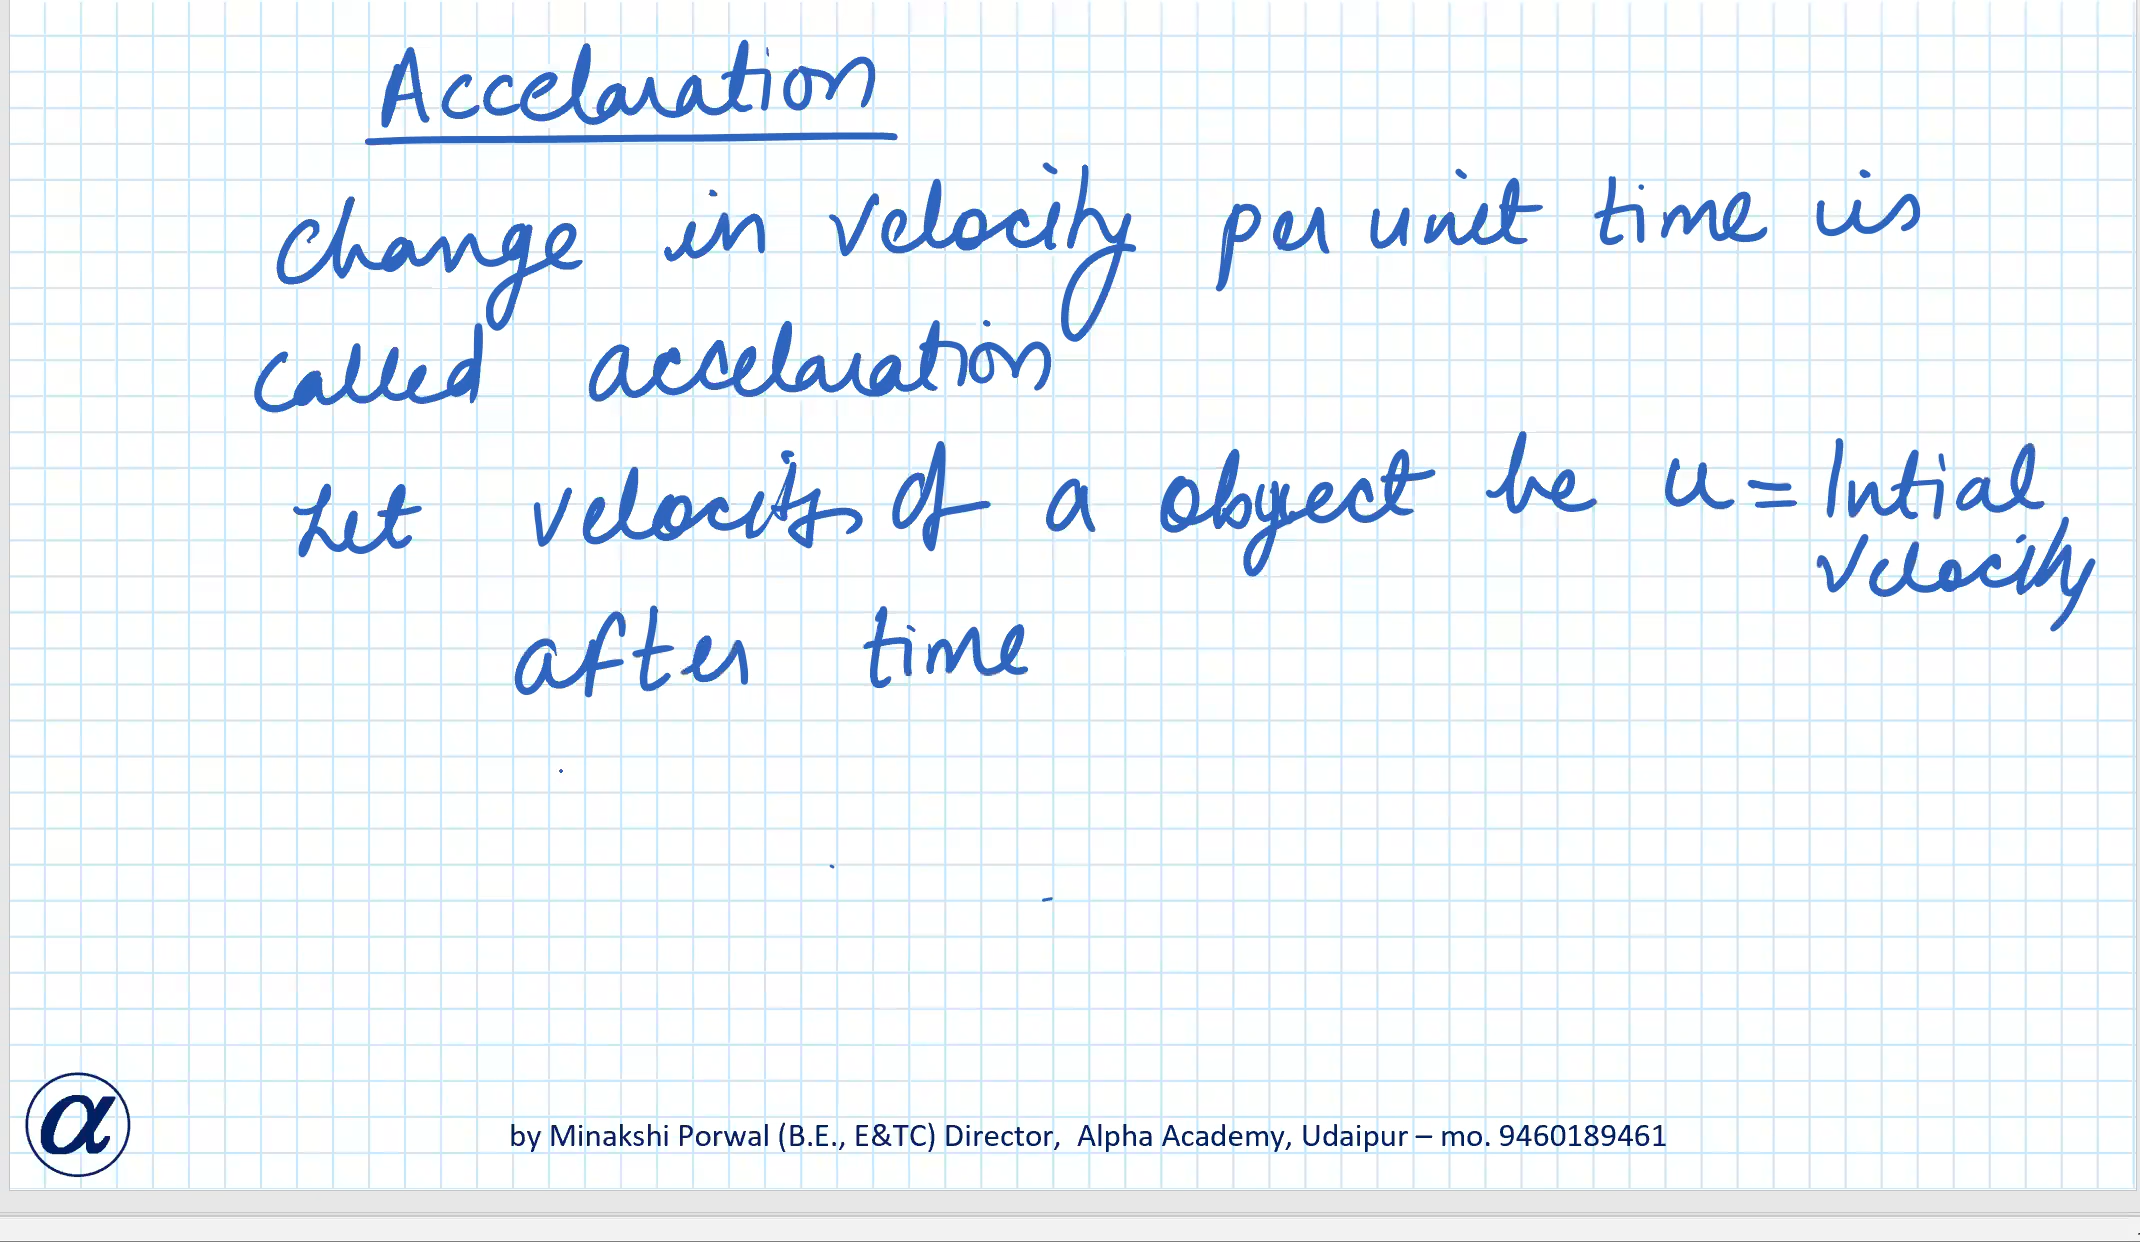 Accelaration
change in velocity per unit time is
called accelaration
Let velocity of a object be u = Intial
velocity
after time
α
by Minakshi Porwal (B.E., E&TC) Director, Alpha Academy, Udaipur – mo. 9460189461